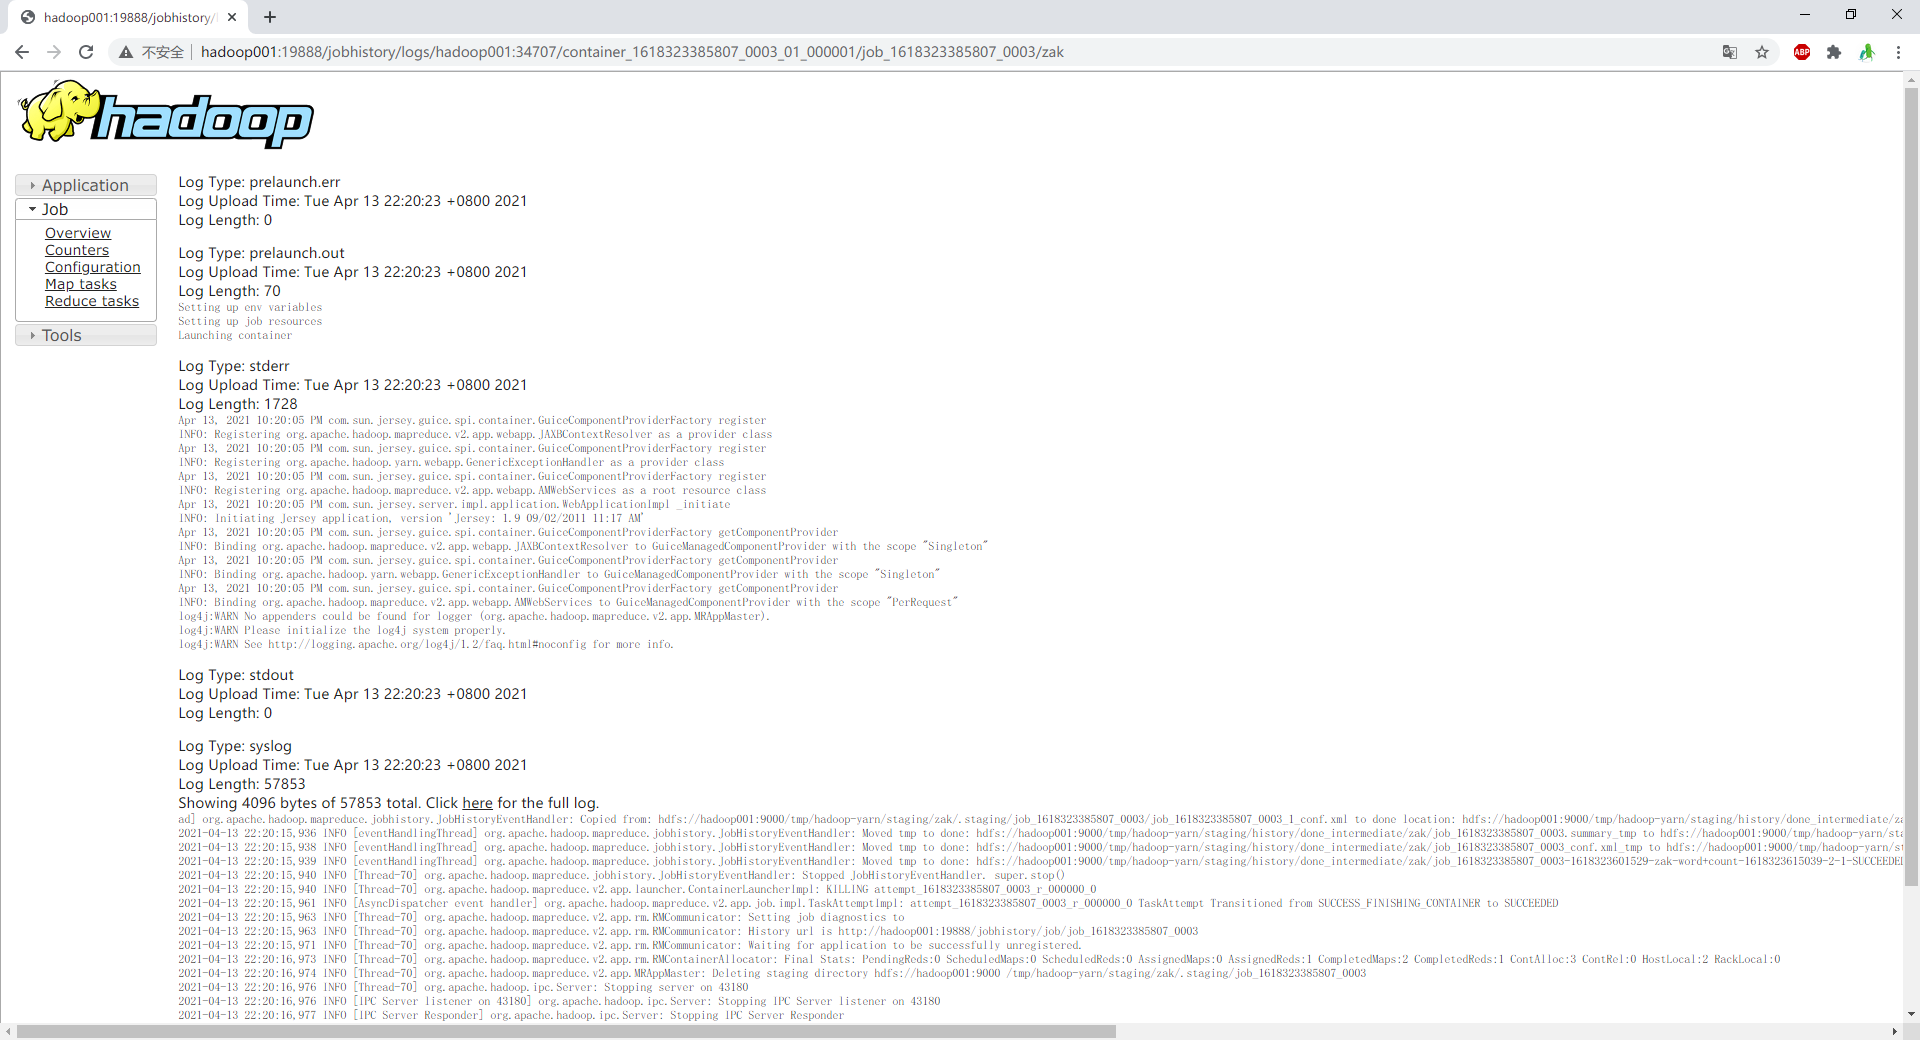 hadoop001:19888/jobhistory/
不安全 hadoop001:19888/jobhistory/logs/hadoop001:34707/container_1618323385807_0003_01_000001/job_1618323385807_0003/zak
ABP
hadoop
Application
Job
Overview
Counters
Configuration
Map tasks
Reduce tasks
Tools
Log Type: prelaunch.err
Log Upload Time: Tue Apr 13 22:20:23 +0800 2021
Log Length: 0
Log Type: prelaunch.out
Log Upload Time: Tue Apr 13 22:20:23 +0800 2021
Log Length: 70
Setting up env variables
Setting up job resources
Launching container
Log Type: stderr
Log Upload Time: Tue Apr 13 22:20:23 +0800 2021
Log Length: 1728
Apr 13, 2021 10:20:05 PM com.sun.jersey.guice.spi.container.GuiceComponentProviderFactory register
INFO: Registering org.apache.hadoop.mapreduce.v2.app.webapp.JAXBContextResolver as a provider class
Apr 13, 2021 10:20:05 PM com.sun.jersey.guice.spi.container.GuiceComponentProviderFactory register
INFO: Registering org.apache.hadoop.yarn.webapp.GenericExceptionHandler as a provider class
Apr 13, 2021 10:20:05 PM com.sun.jersey.guice.spi.container.GuiceComponentProviderFactory register
INFO: Registering org.apache.hadoop.mapreduce.v2.app.webapp.AMWebServices as a root resource class
Apr 13, 2021 10:20:05 PM com.sun.jersey.server.impl.application.WebApplicationImpl _initiate
INFO: Initiating Jersey application, version 'Jersey: 1.9 09/02/2011 11:17 AM'
Apr 13, 2021 10:20:05 PM com.sun.jersey.guice.spi.container.GuiceComponentProviderFactory getComponentProvider
INFO: Binding org.apache.hadoop.mapreduce.v2.app.webapp.JAXBContextResolver to GuiceManagedComponentProvider with the scope "Singleton"
Apr 13, 2021 10:20:05 PM com.sun.jersey.guice.spi.container.GuiceComponentProviderFactory getComponentProvider
INFO: Binding org.apache.hadoop.yarn.webapp.GenericExceptionHandler to GuiceManagedComponentProvider with the scope "Singleton"
Apr 13, 2021 10:20:05 PM com.sun.jersey.guice.spi.container.GuiceComponentProviderFactory getComponentProvider
INFO: Binding org.apache.hadoop.mapreduce.v2.app.webapp.AMWebServices to GuiceManagedComponentProvider with the scope "PerRequest"
log4j:WARN No appenders could be found for logger (org.apache.hadoop.mapreduce.v2.app.MRAppMaster).
log4j:WARN Please initialize the log4j system properly.
log4j:WARN See http://logging.apache.org/log4j/1.2/faq.html#noconfig for more info.
Log Type: stdout
Log Upload Time: Tue Apr 13 22:20:23 +0800 2021
Log Length: 0
Log Type: syslog
Log Upload Time: Tue Apr 13 22:20:23 +0800 2021
Log Length: 57853
Showing 4096 bytes of 57853 total. Click here for the full log.
ad] org.apache.hadoop.mapreduce.jobhistory.JobHistoryEventHandler: Copied from: hdfs://hadoop001:9000/tmp/hadoop-yarn/staging/zak/.staging/job_1618323385807_0003/job_1618323385807_0003_1_conf.xml to done location: hdfs://hadoop001:9000/tmp/hadoop-yarn/staging/history/done_intermediate/za
2021-04-13 22:20:15,936 INFO [eventHandlingThread] org.apache.hadoop.mapreduce.jobhistory.JobHistoryEventHandler: Moved tmp to done: hdfs://hadoop001:9000/tmp/hadoop-yarn/staging/history/done_intermediate/zak/job_1618323385807_0003.summary_tmp to hdfs://hadoop001:9000/tmp/hadoop-yarn/sta
2021-04-13 22:20:15,938 INFO [eventHandlingThread] org.apache.hadoop.mapreduce.jobhistory.JobHistoryEventHandler: Moved tmp to done: hdfs://hadoop001:9000/tmp/hadoop-yarn/staging/history/done_intermediate/zak/job_1618323385807_0003_conf.xml_tmp to hdfs://hadoop001:9000/tmp/hadoop-yarn/s
2021-04-13 22:20:15,939 INFO [eventHandlingThread] org.apache.hadoop.mapreduce.jobhistory.JobHistoryEventHandler: Moved tmp to done: hdfs://hadoop001:9000/tmp/hadoop-yarn/staging/history/done_intermediate/zak/job_1618323385807_0003-1618323601529-zak-word+count-1618323615039-2-1-SUCCEEDE
2021-04-13 22:20:15,940 INFO [Thread-70] org.apache.hadoop.mapreduce.jobhistory.JobHistoryEventHandler: Stopped JobHistoryEventHandler. super.stop()
2021-04-13 22:20:15,940 INFO [Thread-70] org.apache.hadoop.mapreduce.v2.app.launcher.ContainerLauncherImpl: KILLING attempt_1618323385807_0003_r_000000_0
2021-04-13 22:20:15,961 INFO [AsyncDispatcher event handler] org.apache.hadoop.mapreduce.v2.app.job.impl.TaskAttemptImpl: attempt_1618323385807_0003_r_000000_0 TaskAttempt Transitioned from SUCCESS_FINISHING_CONTAINER to SUCCEEDED
2021-04-13 22:20:15,963 INFO [Thread-70] org.apache.hadoop.mapreduce.v2.app.rm.RMCommunicator: Setting job diagnostics to
2021-04-13 22:20:15,963 INFO [Thread-70] org.apache.hadoop.mapreduce.v2.app.rm.RMCommunicator: History url is http://hadoop001:19888/jobhistory/job/job_1618323385807_0003
2021-04-13 22:20:15,971 INFO [Thread-70] org.apache.hadoop.mapreduce.v2.app.rm.RMCommunicator: Waiting for application to be successfully unregistered.
2021-04-13 22:20:16,973 INFO [Thread-70] org.apache.hadoop.mapreduce.v2.app.rm.RMContainerAllocator: Final Stats: PendingReds:0 ScheduledMaps:0 ScheduledReds:0 AssignedMaps:0 AssignedReds:1 CompletedMaps:2 CompletedReds:1 ContAlloc:3 ContRel:0 HostLocal:2 RackLocal:0
2021-04-13 22:20:16,974 INFO [Thread-70] org.apache.hadoop.mapreduce.v2.app.MRAppMaster: Deleting staging directory hdfs://hadoop001:9000 /tmp/hadoop-yarn/staging/zak/.staging/job_1618323385807_0003
2021-04-13 22:20:16,976 INFO [Thread-70] org.apache.hadoop.ipc.Server: Stopping server on 43180
2021-04-13 22:20:16,976 INFO [IPC Server listener on 43180] org.apache.hadoop.ipc.Server: Stopping IPC Server listener on 43180
2021-04-13 22:20:16,977 INFO [IPC Server Responder] org.apache.hadoop.ipc.Server: Stopping IPC Server Responder